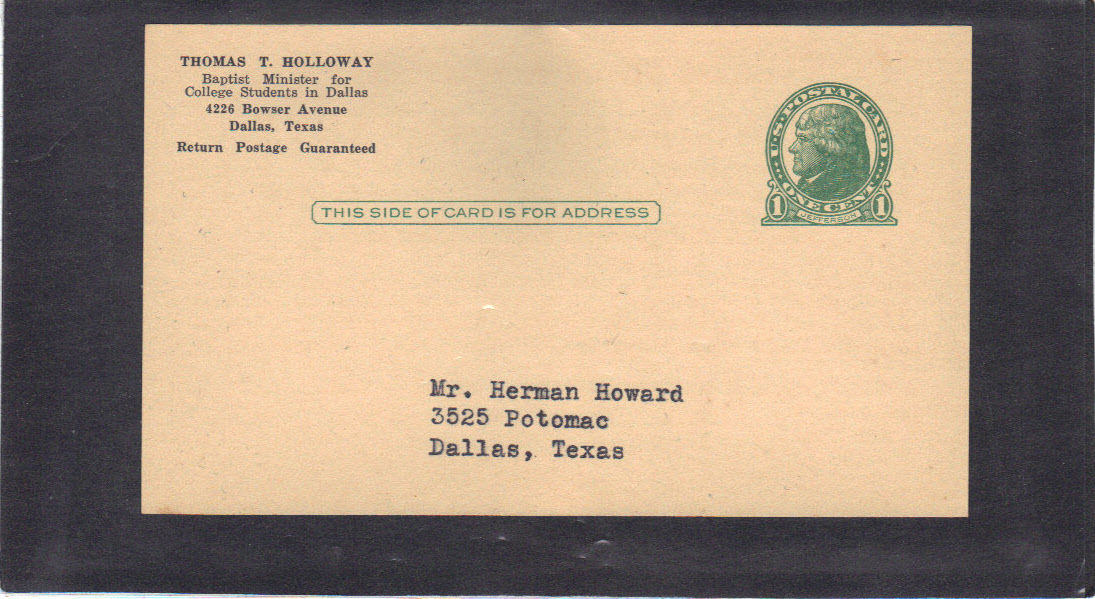 THOMAS T. HOLLOWAY
Baptist Minister for
College Students in Dallas
4226 Bowser Avenue
Dallas, Texas
Return Postage Guaranteed
U.S. POSTAL CARD
ONE CENT
1 JEFFERSON 1
THIS SIDE OF CARD IS FOR ADDRESS
Mr. Herman Howard
3525 Potomac
Dallas, Texas